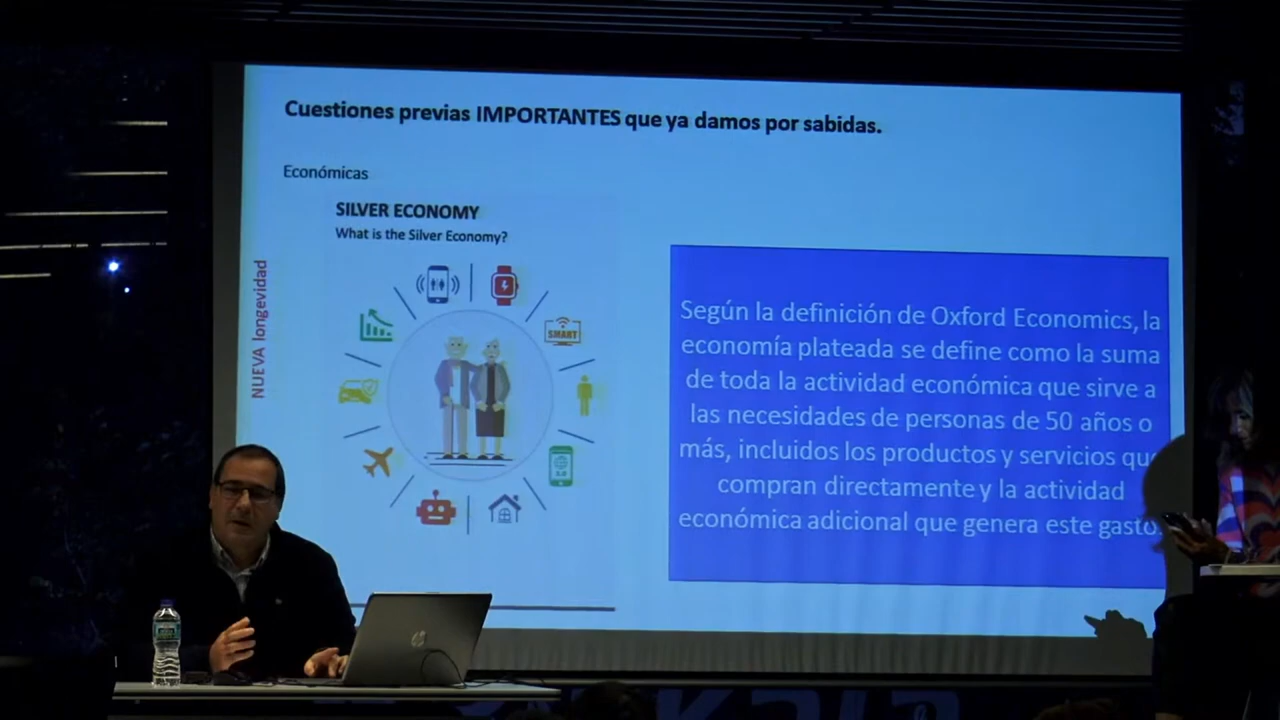 Cuestiones previas IMPORTANTES que ya damos por sabidas.
Económicas
SILVER ECONOMY
What is the Silver Economy?
NUEVA longevidad
SMART
Según la definición de Oxford Economics, la
economía plateada se define como la suma
de toda la actividad económica que sirve a
las necesidades de personas de 50 años o
más, incluidos los productos y servicios que
compran directamente y la actividad
económica adicional que genera este gasto.
hp